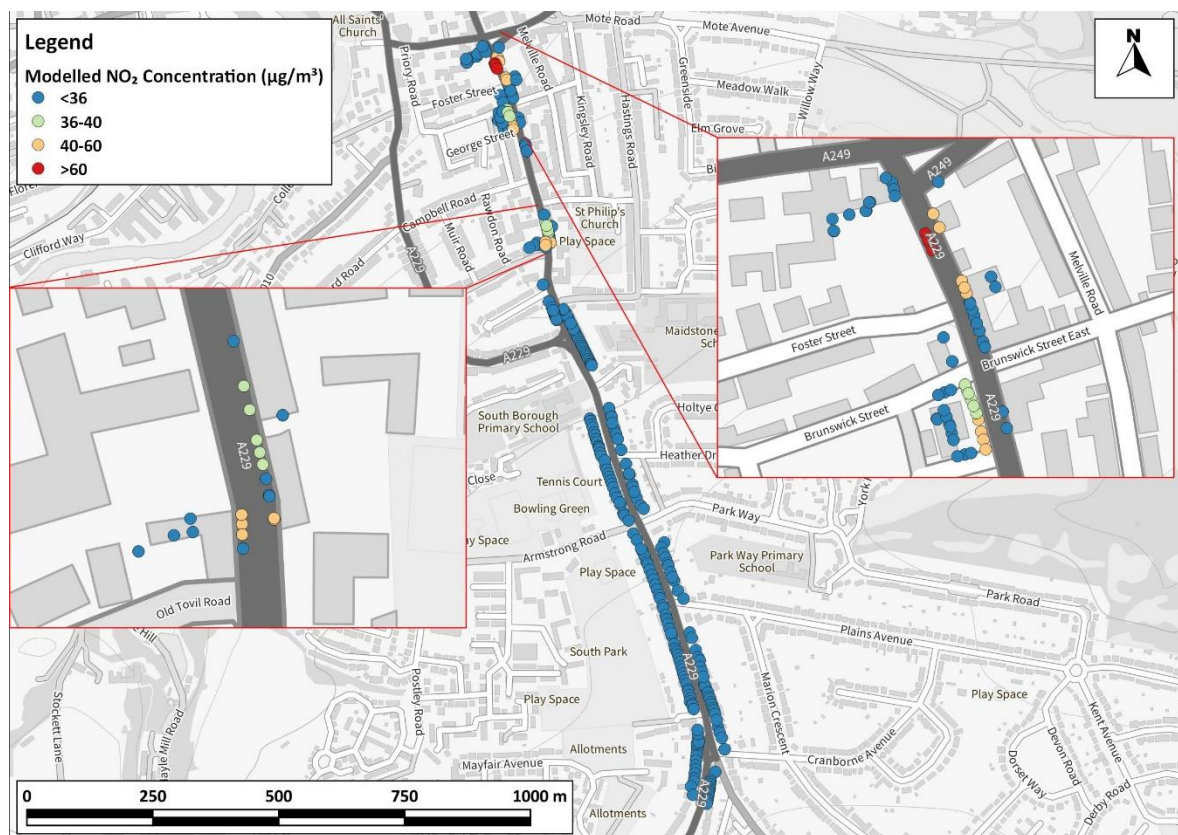 Legend
Modelled NO₂ Concentration (µg/m³)
<36
36-40
40-60
>60
All Saints'
Church
Priory Road
Melville Road
Mote Road
Mote Avenue
Willow Way
N
Greenside
Meadow Walk
Foster Street
Kingsley Road
Hastings Road
Elm Grove
George Street
Clifford Way
Campbell Road
Rawdon Road
Muir Road
A229
St Philip's
Church
Play Space
A249
A249
A229
Melville Road
Foster Street
Brunswick Street East
Brunswick Street
A229
A229
Old Tovil Road
A229
Maidstone
South Borough
Primary School
Close
Heather
Tennis Court
Bowling Green
Armstrong Road
Park Way
Play Space
Park Way Primary
School
Park Road
Plains Avenue
South Park
A229
Marion Crescent
Play Space
Play Space
Postley Road
Stockett Lane
Hill
Mill Road
Allotments
Mayfair Avenue
Cranborne Avenue
Kent Avenue
Devon Road
Dorset Way
Derby Road
Allotments
A229
0 250 500 750 1000 m